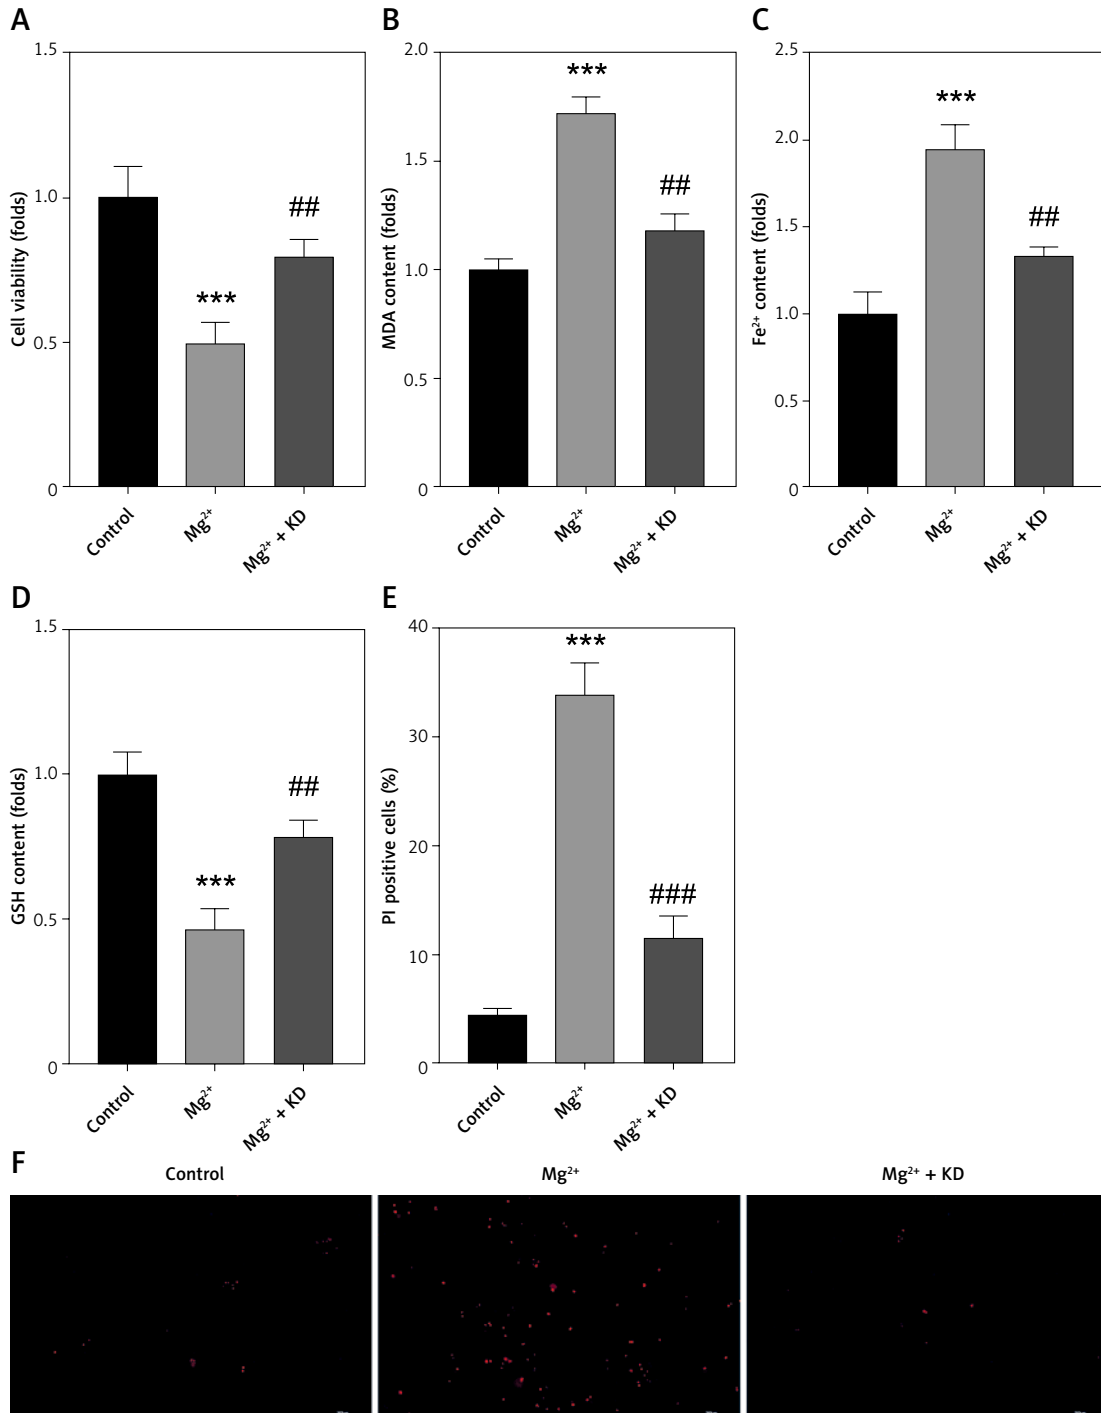 A
Cell viability (folds)
1.5
1.0
0.5
0
***
##
Control
Mg²⁺
Mg²⁺ + KD
B
MDA content (folds)
2.0
1.5
1.0
0.5
0
***
##
Control
Mg²⁺
Mg²⁺ + KD
C
Fe²⁺ content (folds)
2.5
2.0
1.5
1.0
0.5
0
***
##
Control
Mg²⁺
Mg²⁺ + KD
D
GSH content (folds)
1.5
1.0
0.5
0
***
##
Control
Mg²⁺
Mg²⁺ + KD
E
PI positive cells (%)
40
30
20
10
0
***
###
Control
Mg²⁺
Mg²⁺ + KD
F
Control
Mg²⁺
Mg²⁺ + KD